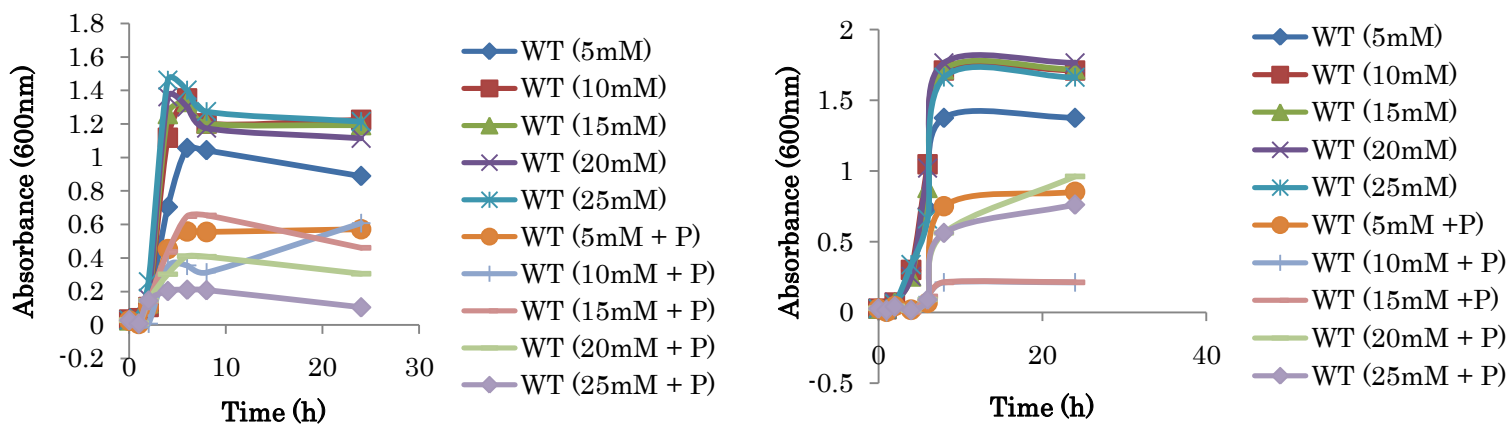 Absorbance (600nm)
1.8
1.6
1.4
1.2
1
0.8
0.6
0.4
0.2
0
-0.2
0
10
20
30
Time (h)
WT (5mM)
WT (10mM)
WT (15mM)
WT (20mM)
WT (25mM)
WT (5mM + P)
WT (10mM + P)
WT (15mM + P)
WT (20mM + P)
WT (25mM + P)
Absorbance (600nm)
2
1.5
1
0.5
0
-0.5
0
20
40
Time (h)
WT (5mM)
WT (10mM)
WT (15mM)
WT (20mM)
WT (25mM)
WT (5mM +P)
WT (10mM + P)
WT (15mM +P)
WT (20mM + P)
WT (25mM + P)